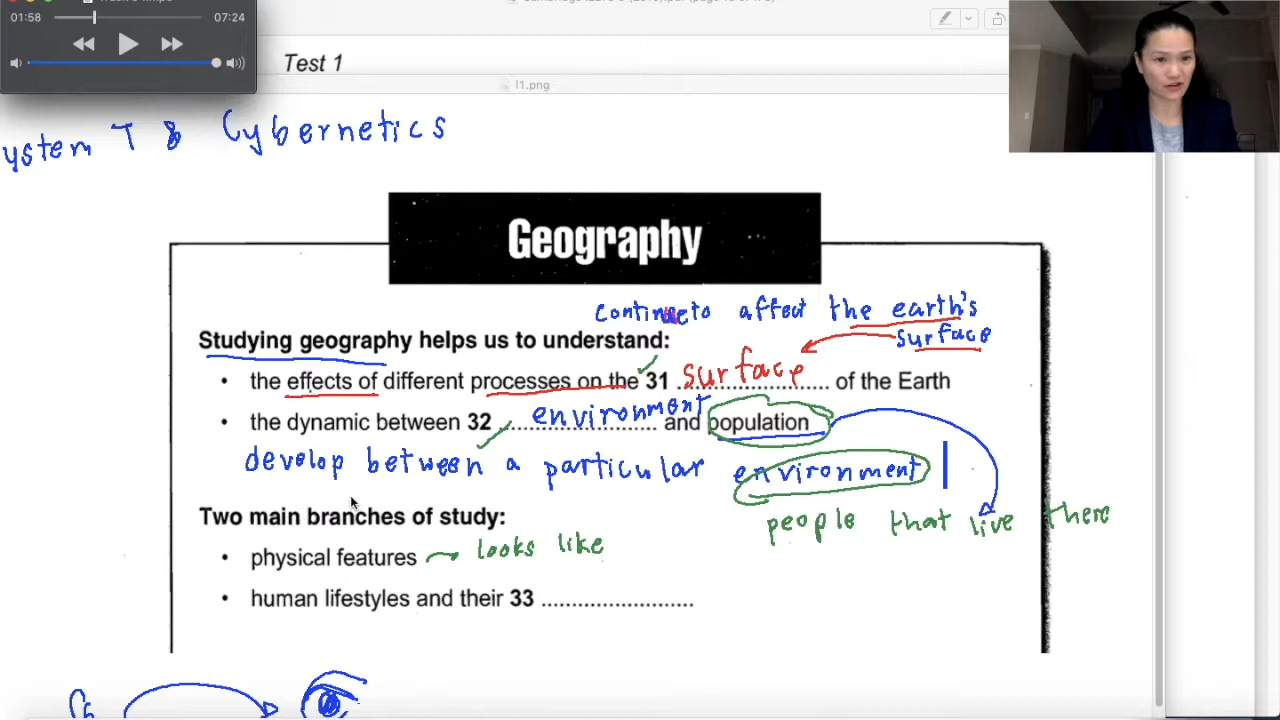 01:58 07:24
Test 1
l1.png
ystem T & Cybernetics
Geography
continue to affect the earth's
surface
Studying geography helps us to understand:
• the effects of different processes on the 31 surface of the Earth
• the dynamic between 32 environment and population
develop between a particular environment
people that live there
Two main branches of study:
• physical features → looks like
• human lifestyles and their 33 .........................